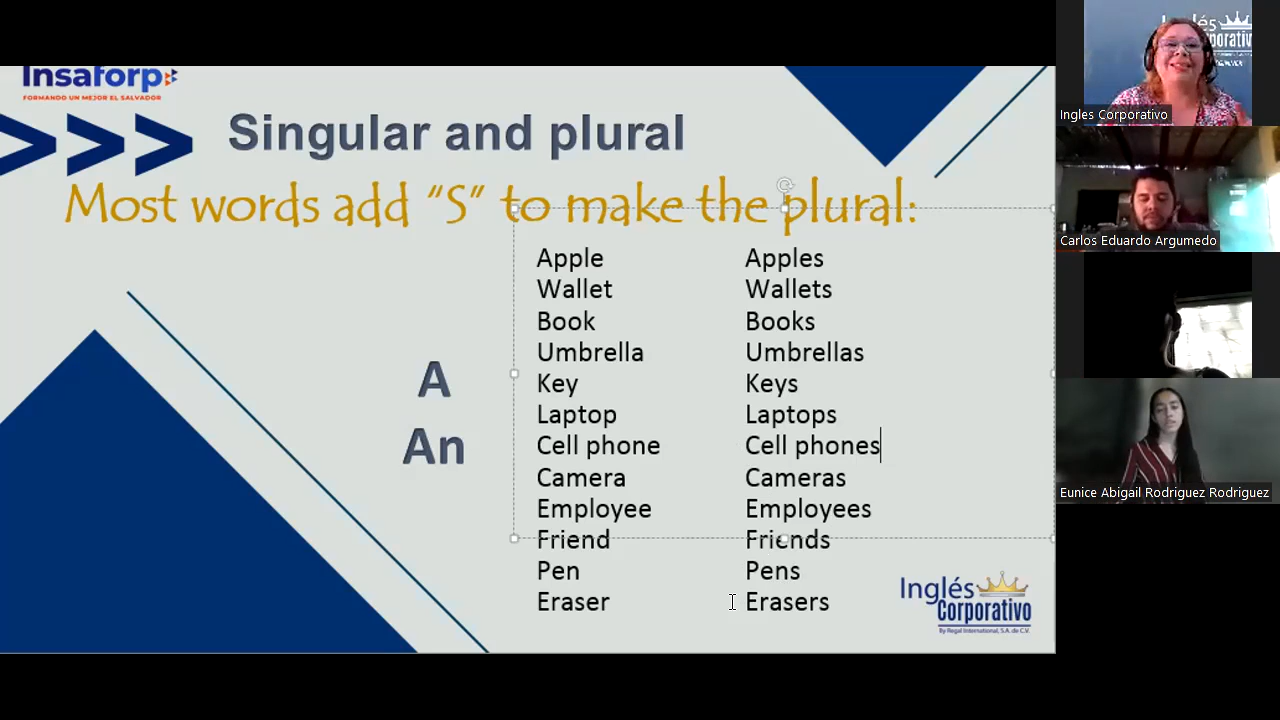 Insaforp
FORMANDO UN MEJOR EL SALVADOR
>>> Singular and plural
Most words add “S” to make the plural:
Apple Apples
Wallet Wallets
Book Books
Umbrella Umbrellas
Key Keys
Laptop Laptops
Cell phone Cell phones
Camera Cameras
Employee Employees
Friend Friends
Pen Pens
Eraser Erasers
A
An
Inglés
Corporativo
By Regal International, S.A. de C.V.
Ingles Corporativo
Carlos Eduardo Argumedo
Eunice Abigail Rodriguez Rodriguez